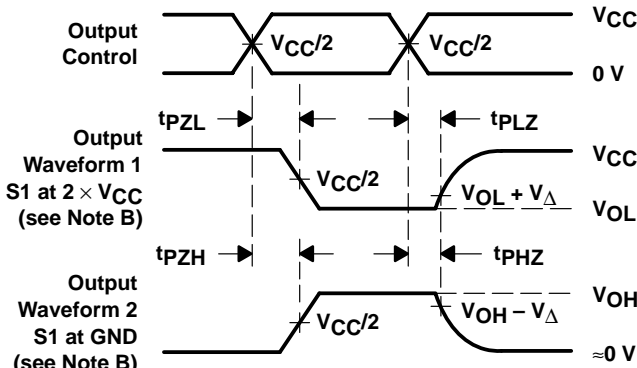 Output
Control
VCC/2
VCC/2
VCC
0 V
tPZL
tPLZ
Output
Waveform 1
S1 at 2 × VCC
(see Note B)
VCC/2
VOL + VΔ
VCC
VOL
tPZH
tPHZ
Output
Waveform 2
S1 at GND
(see Note B)
VCC/2
VOH − VΔ
VOH
≈0 V